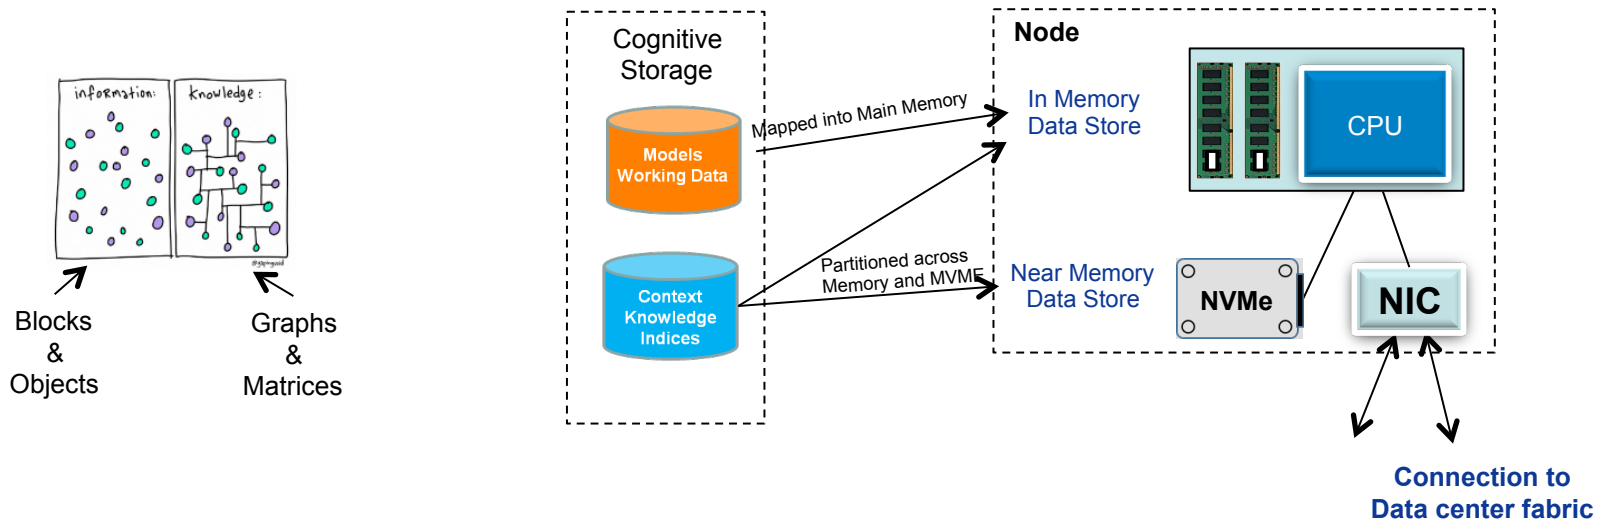 information:
knowledge:
@gapingvoid
Blocks
&
Objects
Graphs
&
Matrices
Cognitive
Storage
Models
Working Data
Context
Knowledge
Indices
Mapped into Main Memory
Partitioned across
Memory and MVME
Node
In Memory
Data Store
CPU
Near Memory
Data Store
NVMe
NIC
Connection to
Data center fabric